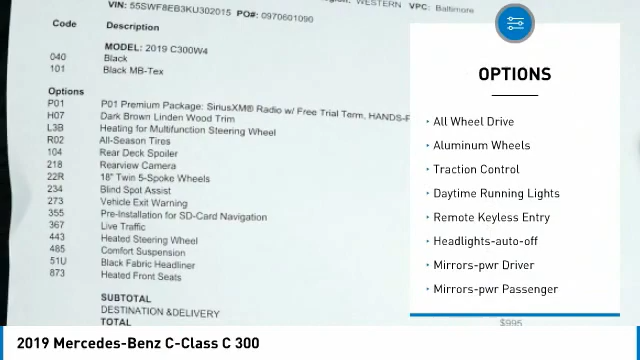 WESTERN VPC: Baltimore
VIN: 55SWF8EB3KU302015 PO#: 0970601090
Code Description
MODEL: 2019 C300W4
040 Black
101 Black MB-Tex
Options
P01 P01 Premium Package: SiriusXM® Radio w/ Free Trial Term, HANDS-F
H07 Dark Brown Linden Wood Trim
L3B Heating for Multifunction Steering Wheel
R02 All-Season Tires
104 Rear Deck Spoiler
218 Rearview Camera
22R 18" Twin 5-Spoke Wheels
234 Blind Spot Assist
273 Vehicle Exit Warning
355 Pre-Installation for SD-Card Navigation
367 Live Traffic
443 Heated Steering Wheel
485 Comfort Suspension
51U Black Fabric Headliner
873 Heated Front Seats
SUBTOTAL
DESTINATION & DELIVERY
TOTAL
$995
OPTIONS
• All Wheel Drive
• Aluminum Wheels
• Traction Control
• Daytime Running Lights
• Remote Keyless Entry
• Headlights-auto-off
• Mirrors-pwr Driver
• Mirrors-pwr Passenger
2019 Mercedes-Benz C-Class C 300